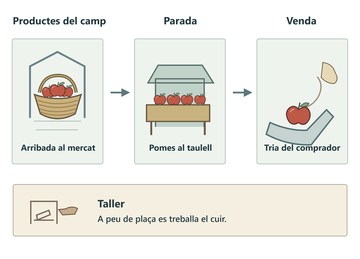 Productes del camp
Parada
Venda
Arribada al mercat
Pomes al taulell
Tria del comprador
Taller
A peu de plaça es treballa el cuir.